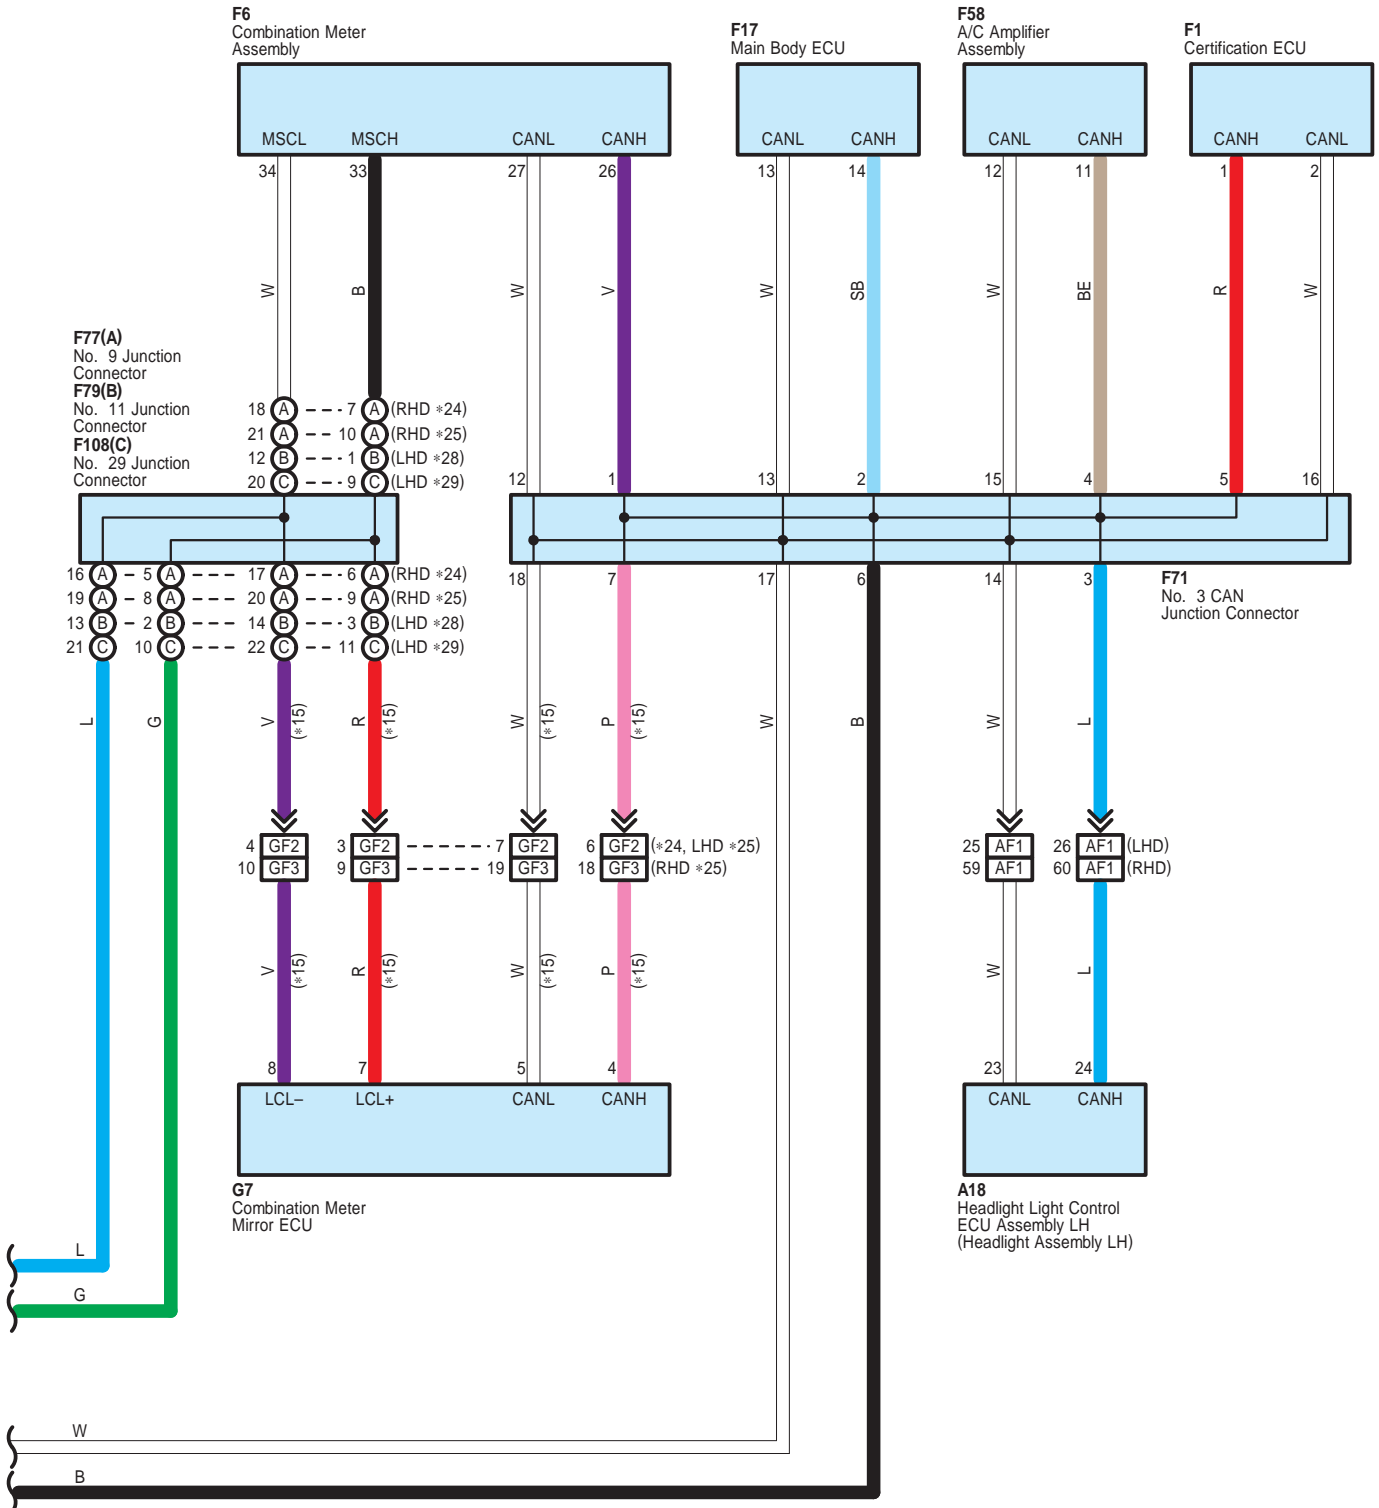 F6
Combination Meter
Assembly
F17
Main Body ECU
F58
A/C Amplifier
Assembly
F1
Certification ECU
MSCL MSCH CANL CANH CANL CANH CANL CANH CANH CANL
34 33 27 26 13 14 12 11 1 2
W B W V W SB W BE R W
F77(A)
No. 9 Junction
Connector
F79(B)
No. 11 Junction
Connector
F108(C)
No. 29 Junction
Connector
18 A 7 A (RHD *24)
21 A 10 A (RHD *25)
12 B 1 B (LHD *28)
20 C 9 C (LHD *29)
12 1 13 2 15 4 5 16
16 A 5 A 17 A 6 A (RHD *24)
19 A 8 A 20 A 9 A (RHD *25)
13 B 2 B 14 B 3 B (LHD *28)
21 C 10 C 22 C 11 C (LHD *29)
18 7 17 6 14 3
F71
No. 3 CAN
Junction Connector
L G V (*15) R (*15) W (*15) P (*15) W B W L
4 GF2 3 GF2 7 GF2 6 GF2 (*24, LHD *25)
10 GF3 9 GF3 19 GF3 18 GF3 (RHD *25)
25 AF1 26 AF1 (LHD)
59 AF1 60 AF1 (RHD)
V (*15) R (*15) W (*15) P (*15) W L
8 7 5 4 23 24
LCL– LCL+ CANL CANH CANL CANH
G7
Combination Meter
Mirror ECU
A18
Headlight Light Control
ECU Assembly LH
(Headlight Assembly LH)
L
G
W
B